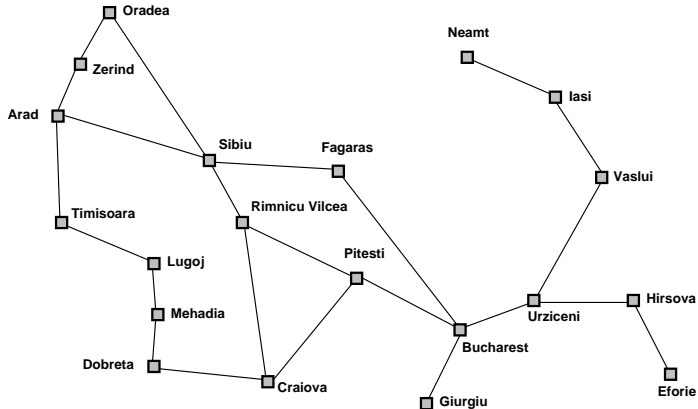 Oradea
Neamt
Zerind
Iasi
Arad
Sibiu
Fagaras
Vaslui
Timisoara
Rimnicu Vilcea
Lugoj
Pitesti
Hirsova
Mehadia
Urziceni
Bucharest
Dobreta
Craiova
Eforie
Giurgiu